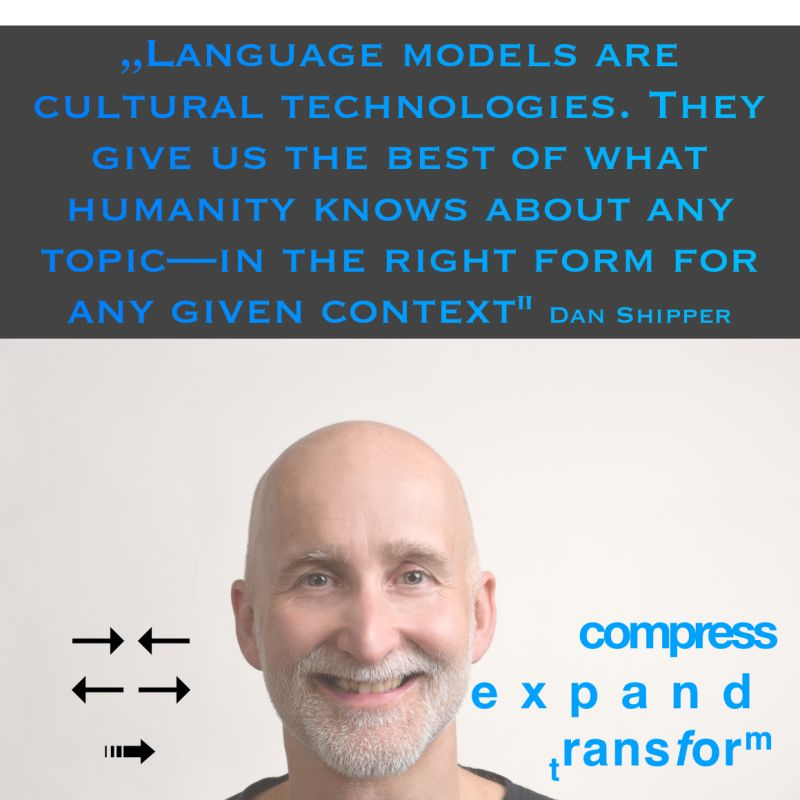 „Language models are
cultural technologies. They
give us the best of what
humanity knows about any
topic—in the right form for
any given context" Dan Shipper
compress
expand
transform